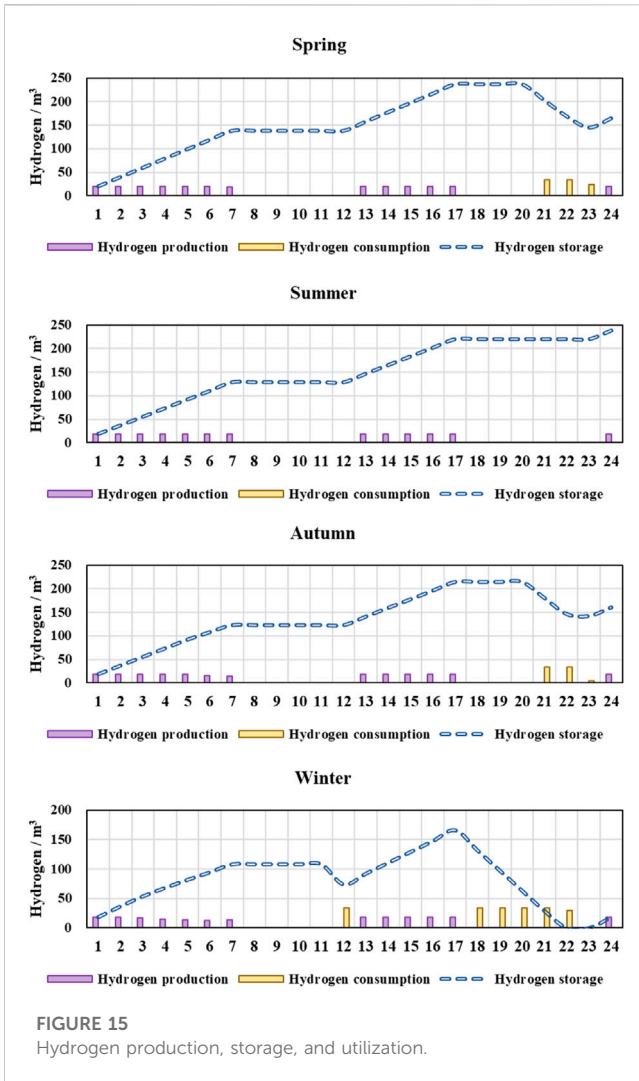 Spring
Hydrogen / m³
250
200
150
100
50
0
1 2 3 4 5 6 7 8 9 10 11 12 13 14 15 16 17 18 19 20 21 22 23 24
Hydrogen production Hydrogen consumption Hydrogen storage
Summer
Hydrogen / m³
250
200
150
100
50
0
1 2 3 4 5 6 7 8 9 10 11 12 13 14 15 16 17 18 19 20 21 22 23 24
Hydrogen production Hydrogen consumption Hydrogen storage
Autumn
Hydrogen / m³
250
200
150
100
50
0
1 2 3 4 5 6 7 8 9 10 11 12 13 14 15 16 17 18 19 20 21 22 23 24
Hydrogen production Hydrogen consumption Hydrogen storage
Winter
Hydrogen / m³
200
150
100
50
0
1 2 3 4 5 6 7 8 9 10 11 12 13 14 15 16 17 18 19 20 21 22 23 24
Hydrogen production Hydrogen consumption Hydrogen storage
FIGURE 15
Hydrogen production, storage, and utilization.